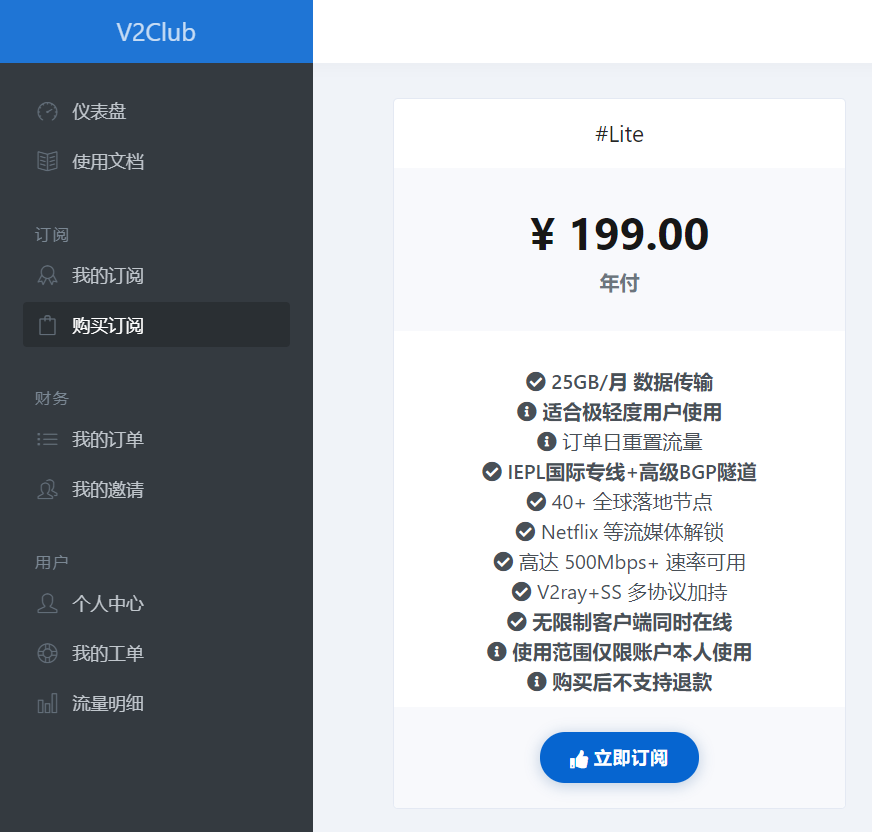 V2Club
仪表盘
使用文档
订阅
我的订阅
购买订阅
财务
我的订单
我的邀请
用户
个人中心
我的工单
流量明细
#Lite
¥ 199.00
年付
25GB/月 数据传输
适合极轻度用户使用
订单日重置流量
IEPL国际专线+高级BGP隧道
40+ 全球落地节点
Netflix 等流媒体解锁
高达 500Mbps+ 速率可用
V2ray+SS 多协议加持
无限制客户端同时在线
使用范围仅限账户本人使用
购买后不支持退款
立即订阅